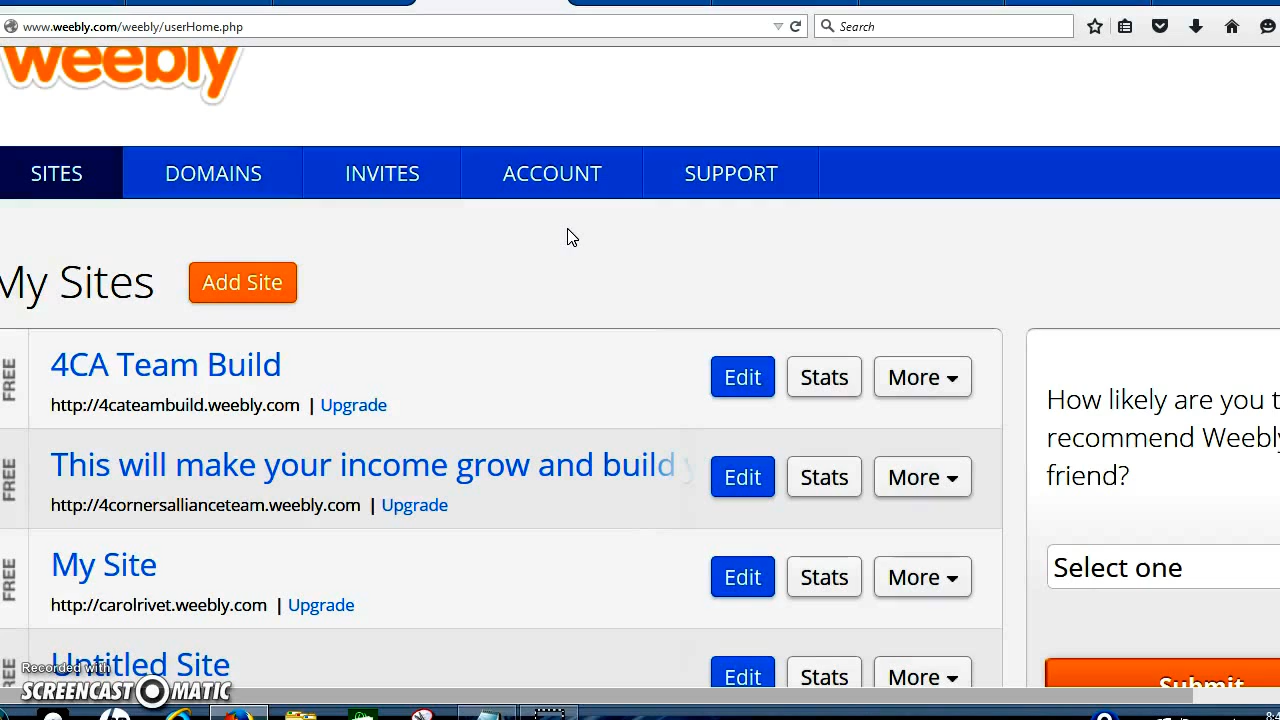 www.weebly.com/weebly/userHome.php
Search
weebly
SITES DOMAINS INVITES ACCOUNT SUPPORT
My Sites Add Site
FREE
4CA Team Build
http://4cateambuild.weebly.com | Upgrade
Edit Stats More
FREE
This will make your income grow and build
http://4cornersallianceteam.weebly.com | Upgrade
Edit Stats More
FREE
My Site
http://carolrivet.weebly.com | Upgrade
Edit Stats More
FREE
Untitled Site
Edit Stats More
How likely are you
recommend Weebly
friend?
Select one
Submit
Recorded with
SCREENCAST O MATIC